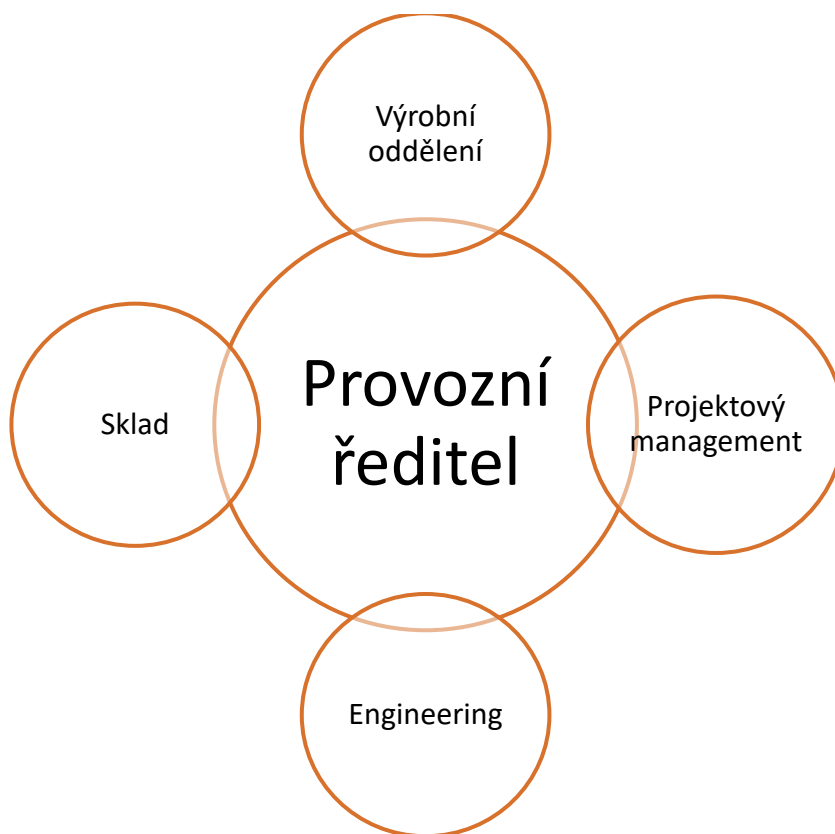 Výrobní
oddělení
Sklad
Provozní
ředitel
Projektový
management
Engineering